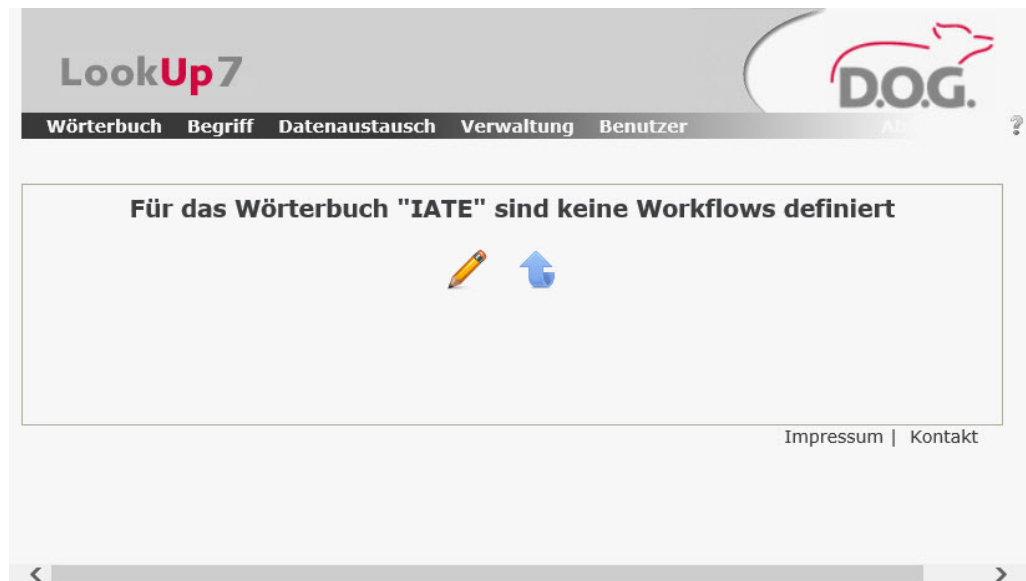 LookUp7
D.O.G.
Wörterbuch Begriff Datenaustausch Verwaltung Benutzer
?
Für das Wörterbuch "IATE" sind keine Workflows definiert
Impressum | Kontakt